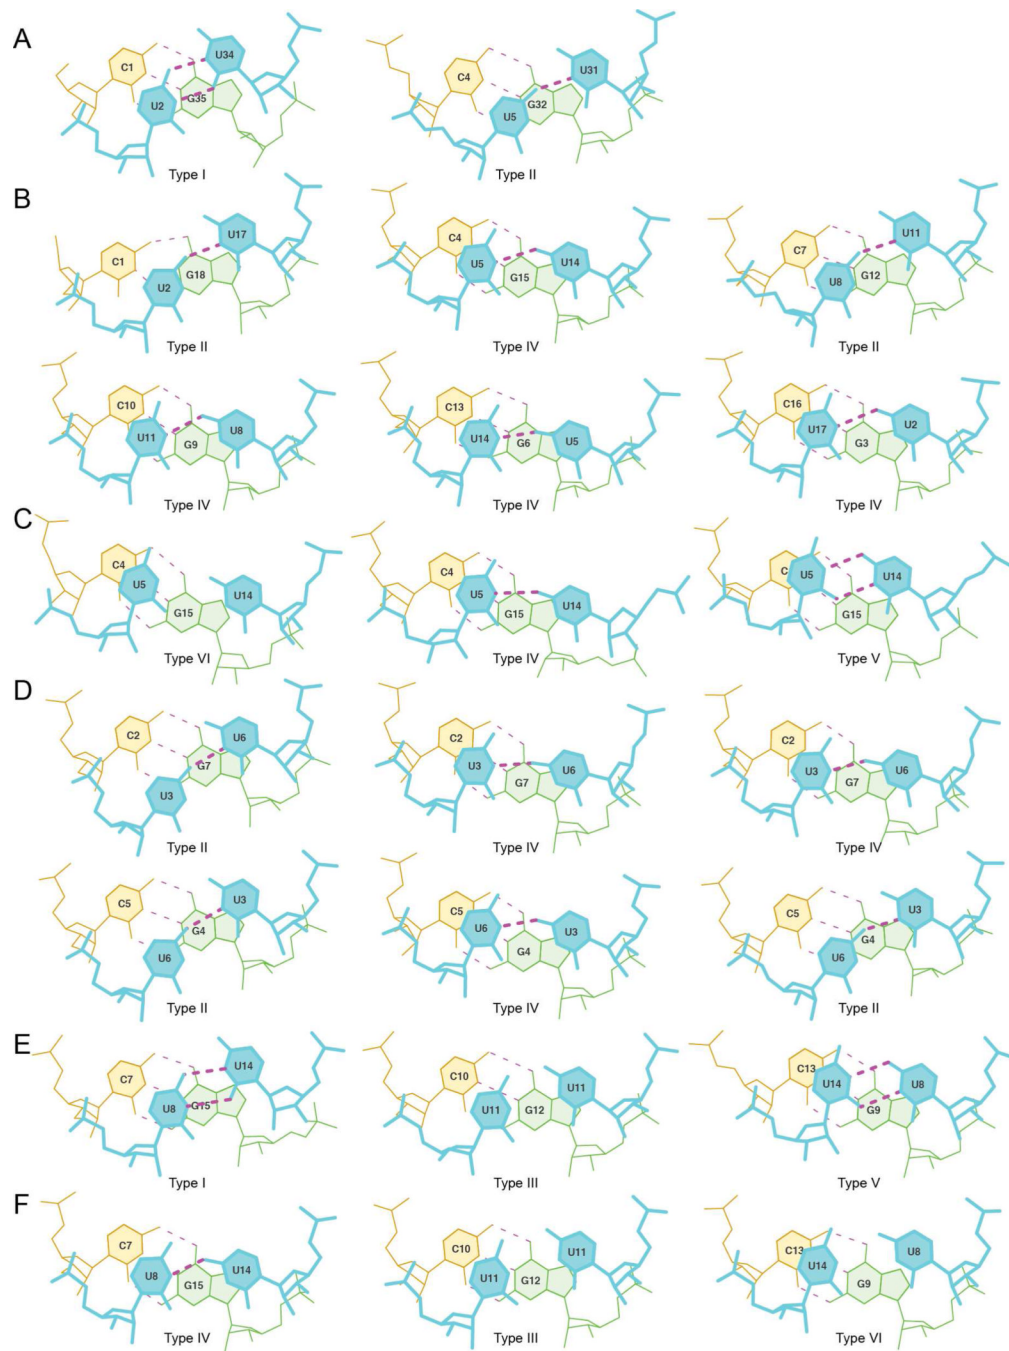 A
C1
U34
U2
G35
Type I
C4
U31
G32
U5
Type II
B
C1
U17
G18
U2
Type II
C4
U5
G15
U14
Type IV
C7
U11
U8
G12
Type II
C10
U11
G9
U8
Type IV
C13
U14
G6
U5
Type IV
C16
U17
G3
U2
Type IV
C
C4
U5
G15
U14
Type VI
C4
U5
G15
U14
Type IV
C
U5
U14
G15
Type V
D
C2
U6
G7
U3
Type II
C2
U3
G7
U6
Type IV
C2
U3
G7
U6
Type IV
C5
U3
G4
U6
Type II
C5
U6
G4
U3
Type IV
C5
U3
G4
U6
Type II
E
C7
U14
U8
G15
Type I
C10
U11
G12
U11
Type III
C13
U14
U8
G9
Type V
F
C7
U8
G15
U14
Type IV
C10
U11
G12
U11
Type III
C13
U14
U8
G9
Type VI